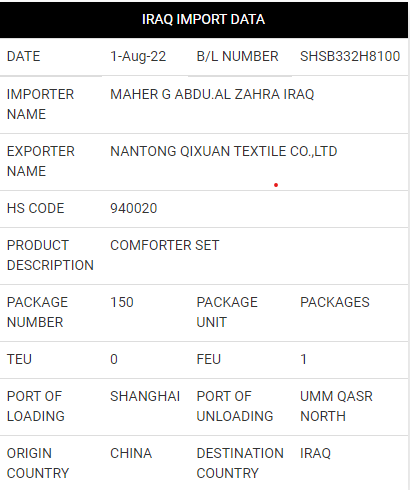 IRAQ IMPORT DATA
DATE 1-Aug-22 B/L NUMBER SHSB332H8100
IMPORTER MAHER G ABDU.AL ZAHRA IRAQ
NAME
EXPORTER NANTONG QIXUAN TEXTILE CO.,LTD
NAME
HS CODE 940020
PRODUCT COMFORTER SET
DESCRIPTION
PACKAGE 150 PACKAGE PACKAGES
NUMBER UNIT
TEU 0 FEU 1
PORT OF SHANGHAI PORT OF UMM QASR
LOADING UNLOADING NORTH
ORIGIN CHINA DESTINATION IRAQ
COUNTRY COUNTRY